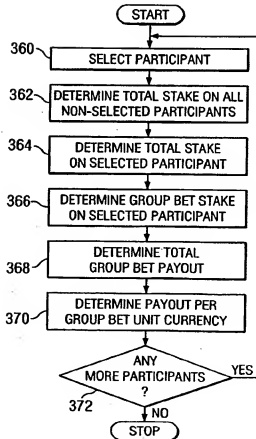 START
360
SELECT PARTICIPANT
362
DETERMINE TOTAL STAKE ON ALL
NON-SELECTED PARTICIPANTS
364
DETERMINE TOTAL STAKE
ON SELECTED PARTICIPANT
366
DETERMINE GROUP BET STAKE
ON SELECTED PARTICIPANT
368
DETERMINE TOTAL
GROUP BET PAYOUT
370
DETERMINE PAYOUT PER
GROUP BET UNIT CURRENCY
ANY
MORE PARTICIPANTS
?
YES
372
NO
STOP